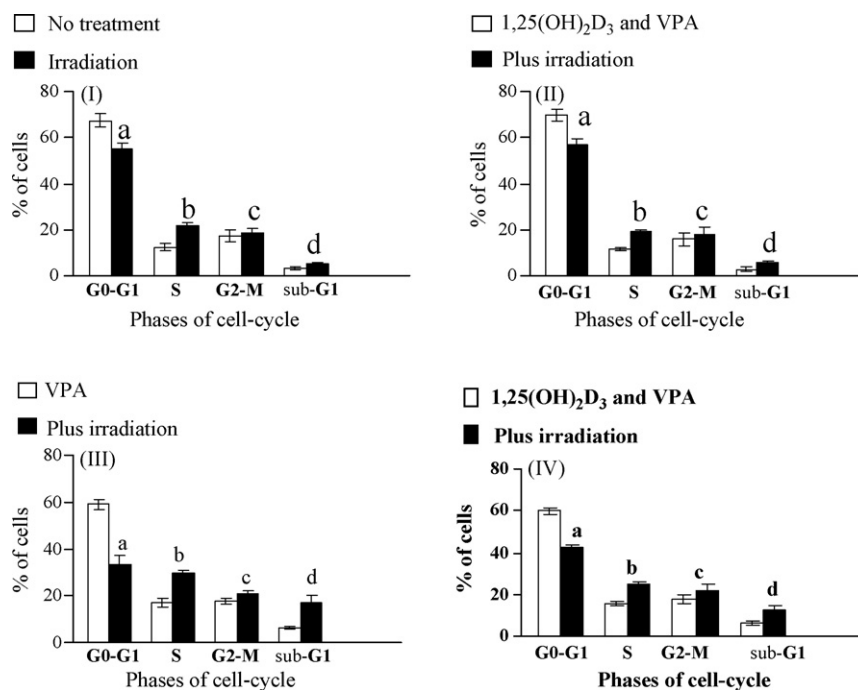 No treatment
Irradiation
80
(I)
60
40
20
0
% of cells
a
b
c
d
G0-G1 S G2-M sub-G1
Phases of cell-cycle
1,25(OH)₂D₃ and VPA
Plus irradiation
80
(II)
60
40
20
0
% of cells
a
b
c
d
G0-G1 S G2-M sub-G1
Phases of cell-cycle
VPA
Plus irradiation
80
(III)
60
40
20
0
% of cells
a
b
c
d
G0-G1 S G2-M sub-G1
Phases of cell-cycle
1,25(OH)₂D₃ and VPA
Plus irradiation
80
(IV)
60
40
20
0
% of cells
a
b
c
d
G0-G1 S G2-M sub-G1
Phases of cell-cycle